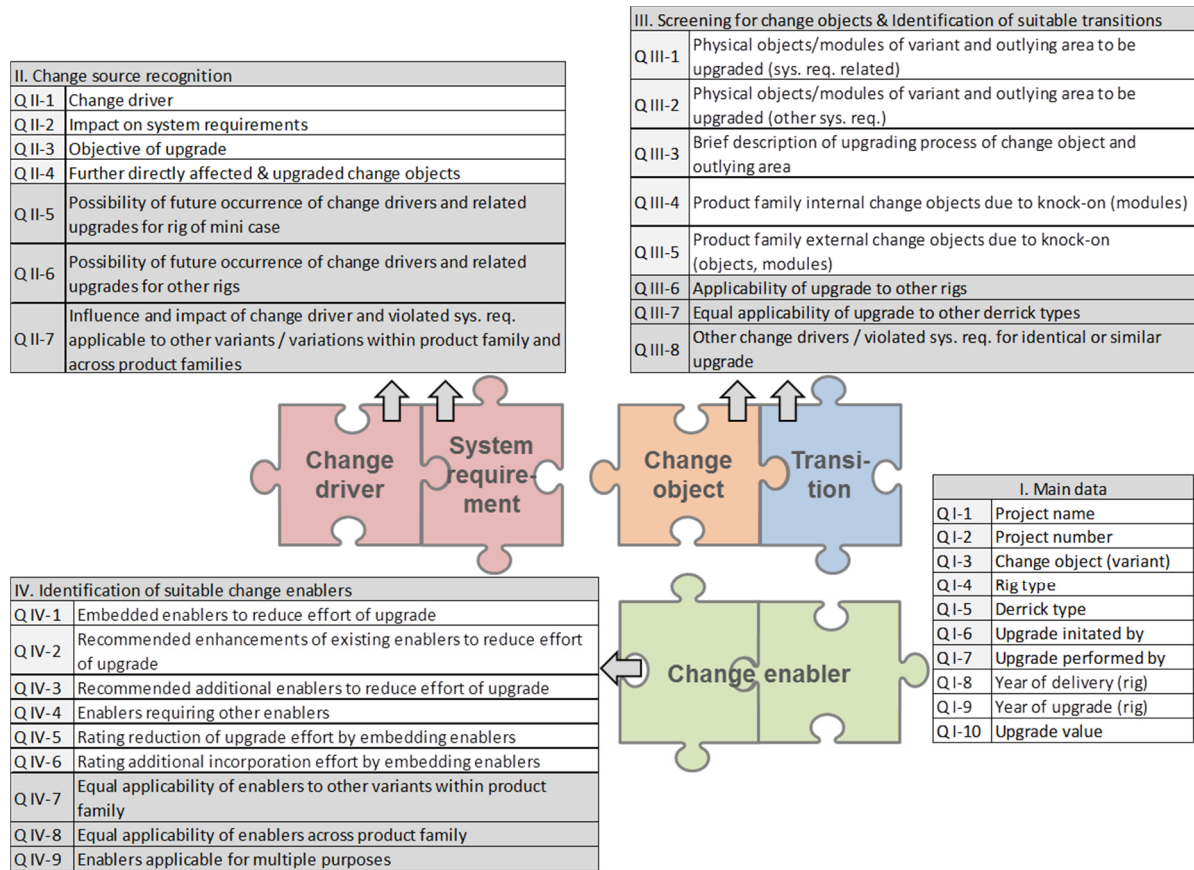 III. Screening for change objects & Identification of suitable transitions
Q III-1 Physical objects/modules of variant and outlying area to be
upgraded (sys. req. related)
Q III-2 Physical objects/modules of variant and outlying area to be
upgraded (other sys. req.)
Q III-3 Brief description of upgrading process of change object and
outlying area
Q III-4 Product family internal change objects due to knock-on (modules)
Q III-5 Product family external change objects due to knock-on
(objects, modules)
Q III-6 Applicability of upgrade to other rigs
Q III-7 Equal applicability of upgrade to other derrick types
Q III-8 Other change drivers / violated sys. req. for identical or similar
upgrade
II. Change source recognition
Q II-1 Change driver
Q II-2 Impact on system requirements
Q II-3 Objective of upgrade
Q II-4 Further directly affected & upgraded change objects
Q II-5 Possibility of future occurrence of change drivers and related
upgrades for rig of mini case
Q II-6 Possibility of future occurrence of change drivers and related
upgrades for other rigs
Q II-7 Influence and impact of change driver and violated sys. req.
applicable to other variants / variations within product family and
across product families
Change
driver
System
require-
ment
Change
object
Transi-
tion
I. Main data
Q I-1 Project name
Q I-2 Project number
Q I-3 Change object (variant)
Q I-4 Rig type
Q I-5 Derrick type
Q I-6 Upgrade initated by
Q I-7 Upgrade performed by
Q I-8 Year of delivery (rig)
Q I-9 Year of upgrade (rig)
Q I-10 Upgrade value
IV. Identification of suitable change enablers
Q IV-1 Embedded enablers to reduce effort of upgrade
Q IV-2 Recommended enhancements of existing enablers to reduce effort
of upgrade
Q IV-3 Recommended additional enablers to reduce effort of upgrade
Q IV-4 Enablers requiring other enablers
Q IV-5 Rating reduction of upgrade effort by embedding enablers
Q IV-6 Rating additional incorporation effort by embedding enablers
Q IV-7 Equal applicability of enablers to other variants within product
family
Q IV-8 Equal applicability of enablers across product family
Q IV-9 Enablers applicable for multiple purposes
Change enabler